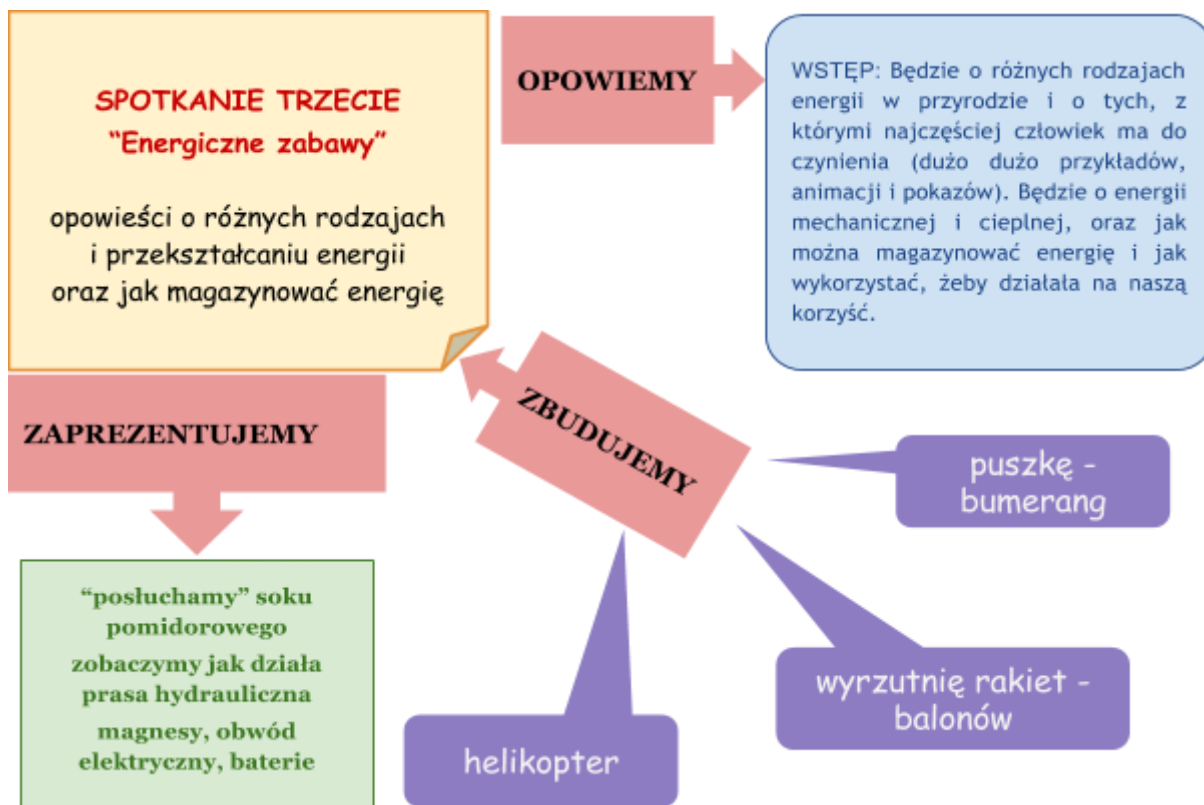 SPOTKANIE TRZECIE
“Energiczne zabawy”
opowieści o różnych rodzajach
i przekształcaniu energii
oraz jak magazynować energię
OPOWIEMY
WSTĘP: Będzie o różnych rodzajach
energii w przyrodzie i o tych, z
którymi najczęściej człowiek ma do
czynienia (dużo dużo przykładów,
animacji i pokazów). Będzie o energii
mechanicznej i cieplnej, oraz jak
można magazynować energię i jak
wykorzystać, żeby działała na naszą
korzyść.
ZAPREZENTUJEMY
“posłuchamy” soku
pomidorowego
zobaczymy jak działa
prasa hydrauliczna
magnesy, obwód
elektryczny, baterie
ZBUDUJEMY
puszkę -
bumerang
wyrzutnię rakiet -
balonów
helikopter